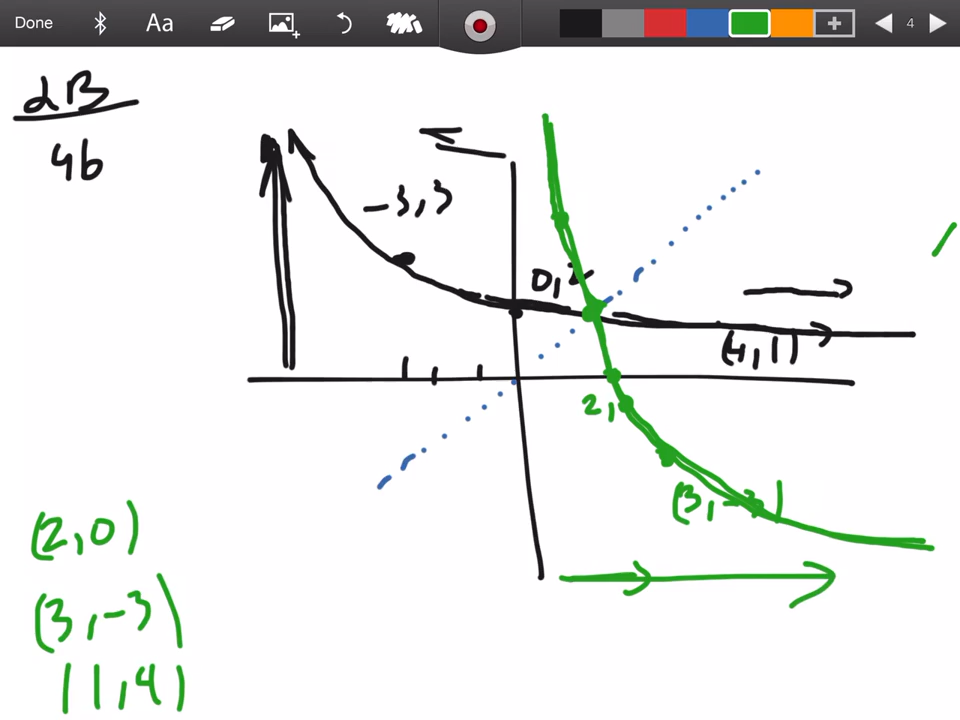 Done Aa 4
2B
4b
-3,3
0,2
(4,1)
2,
(3,-3)
(2,0)
(3,-3)
(1,4)